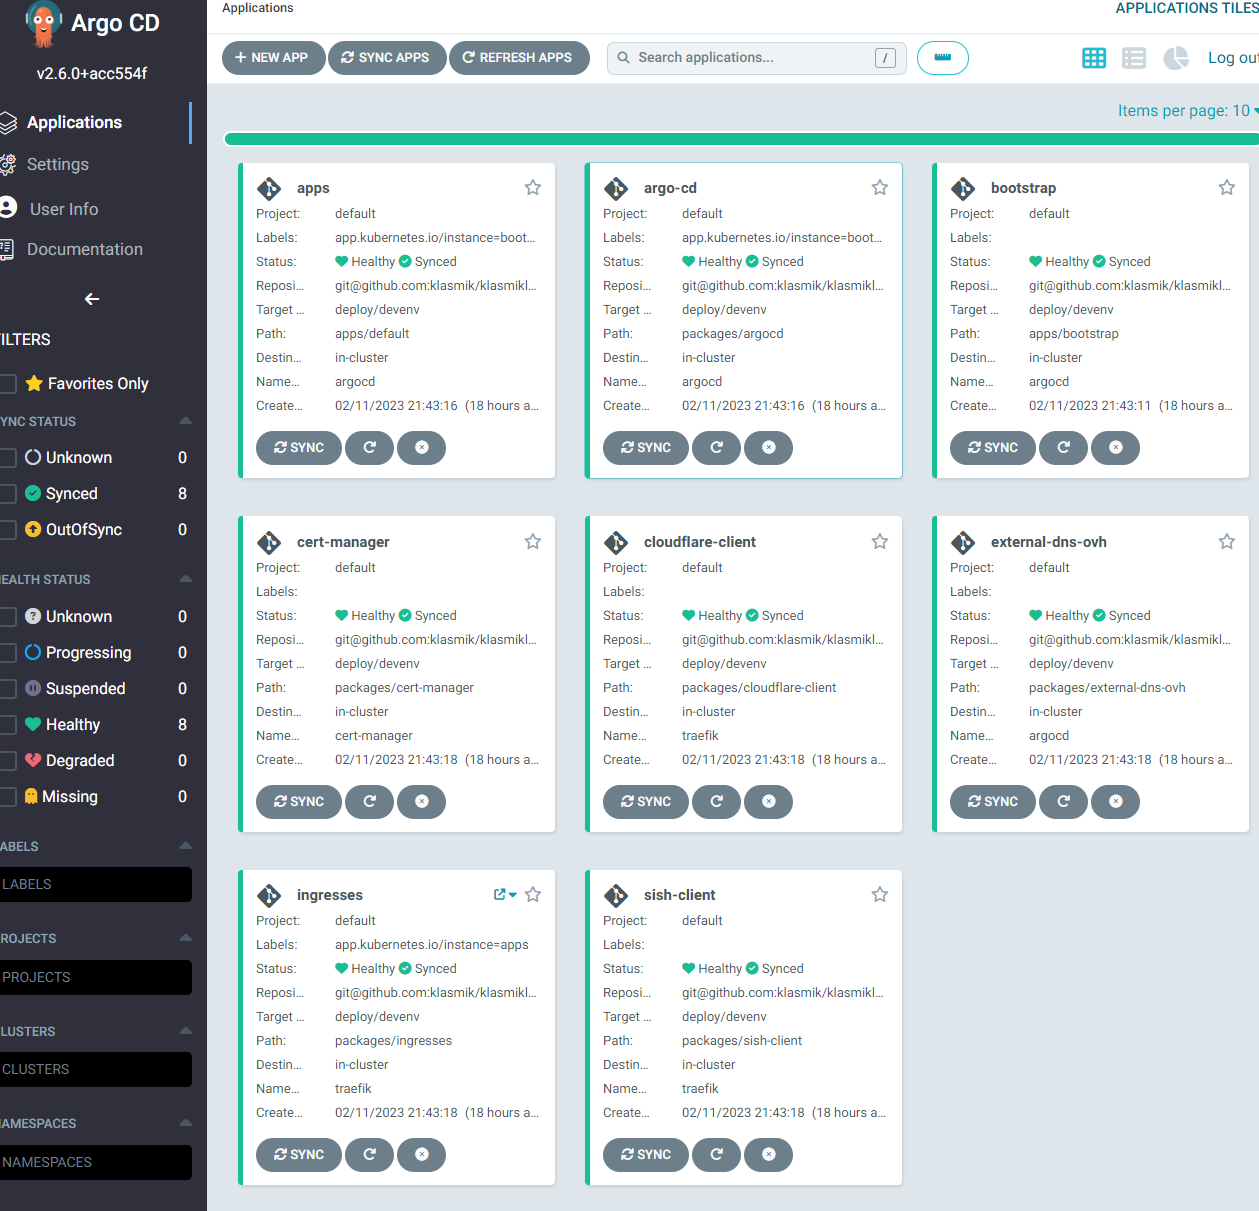 Argo CD
v2.6.0+acc554f
Applications
Settings
User Info
Documentation
ILTERS
Favorites Only
YNC STATUS
Unknown 0
Synced 8
OutOfSync 0
EALTH STATUS
Unknown 0
Progressing 0
Suspended 0
Healthy 8
Degraded 0
Missing 0
ABELS
LABELS
ROJECTS
PROJECTS
LUSTERS
CLUSTERS
AMESPACES
NAMESPACES
Applications
APPLICATIONS TILES
+ NEW APP
SYNC APPS
REFRESH APPS
Search applications... /
Log out
Items per page: 10
apps
Project: default
Labels: app.kubernetes.io/instance=boot...
Status: Healthy Synced
Reposi... git@github.com:klasmik/klasmikl...
Target ... deploy/devenv
Path: apps/default
Destin... in-cluster
Name... argocd
Create... 02/11/2023 21:43:16 (18 hours a...
SYNC
argo-cd
Project: default
Labels: app.kubernetes.io/instance=boot...
Status: Healthy Synced
Reposi... git@github.com:klasmik/klasmikl...
Target ... deploy/devenv
Path: packages/argocd
Destin... in-cluster
Name... argocd
Create... 02/11/2023 21:43:16 (18 hours a...
SYNC
bootstrap
Project: default
Labels:
Status: Healthy Synced
Reposi... git@github.com:klasmik/klasmikl...
Target ... deploy/devenv
Path: apps/bootstrap
Destin... in-cluster
Name... argocd
Create... 02/11/2023 21:43:11 (18 hours a...
SYNC
cert-manager
Project: default
Labels:
Status: Healthy Synced
Reposi... git@github.com:klasmik/klasmikl...
Target ... deploy/devenv
Path: packages/cert-manager
Destin... in-cluster
Name... cert-manager
Create... 02/11/2023 21:43:18 (18 hours a...
SYNC
cloudflare-client
Project: default
Labels:
Status: Healthy Synced
Reposi... git@github.com:klasmik/klasmikl...
Target ... deploy/devenv
Path: packages/cloudflare-client
Destin... in-cluster
Name... traefik
Create... 02/11/2023 21:43:18 (18 hours a...
SYNC
external-dns-ovh
Project: default
Labels:
Status: Healthy Synced
Reposi... git@github.com:klasmik/klasmikl...
Target ... deploy/devenv
Path: packages/external-dns-ovh
Destin... in-cluster
Name... argocd
Create... 02/11/2023 21:43:18 (18 hours a...
SYNC
ingresses
Project: default
Labels: app.kubernetes.io/instance=apps
Status: Healthy Synced
Reposi... git@github.com:klasmik/klasmikl...
Target ... deploy/devenv
Path: packages/ingresses
Destin... in-cluster
Name... traefik
Create... 02/11/2023 21:43:18 (18 hours a...
SYNC
sish-client
Project: default
Labels:
Status: Healthy Synced
Reposi... git@github.com:klasmik/klasmikl...
Target ... deploy/devenv
Path: packages/sish-client
Destin... in-cluster
Name... traefik
Create... 02/11/2023 21:43:18 (18 hours a...
SYNC